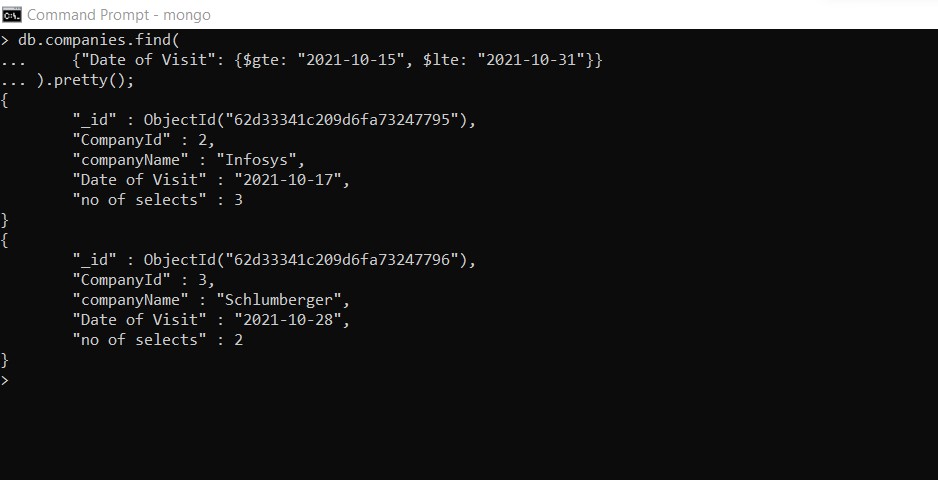 Command Prompt - mongo
> db.companies.find(
...     {"Date of Visit": {$gte: "2021-10-15", $lte: "2021-10-31"}}
... ).pretty();
{
        "_id" : ObjectId("62d33341c209d6fa73247795"),
        "CompanyId" : 2,
        "companyName" : "Infosys",
        "Date of Visit" : "2021-10-17",
        "no of selects" : 3
}
{
        "_id" : ObjectId("62d33341c209d6fa73247796"),
        "CompanyId" : 3,
        "companyName" : "Schlumberger",
        "Date of Visit" : "2021-10-28",
        "no of selects" : 2
}
>